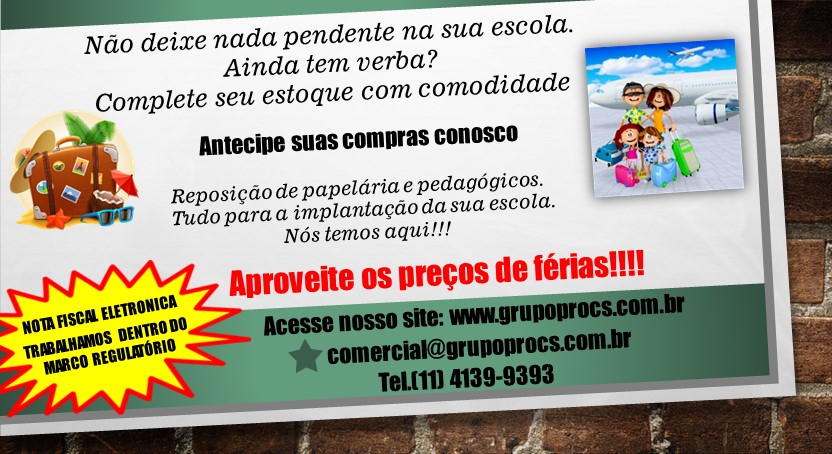 Não deixe nada pendente na sua escola.
Ainda tem verba?
Complete seu estoque com comodidade
Antecipe suas compras conosco
Reposição de papelária e pedagógicos.
Tudo para a implantação da sua escola.
Nós temos aqui!!!
Aproveite os preços de férias!!!!
NOTA FISCAL ELETRONICA
TRABALHAMOS DENTRO DO
MARCO REGULATÓRIO
Acesse nosso site: www.grupoprocs.com.br
comercial@grupoprocs.com.br
Tel.(11) 4139-9393